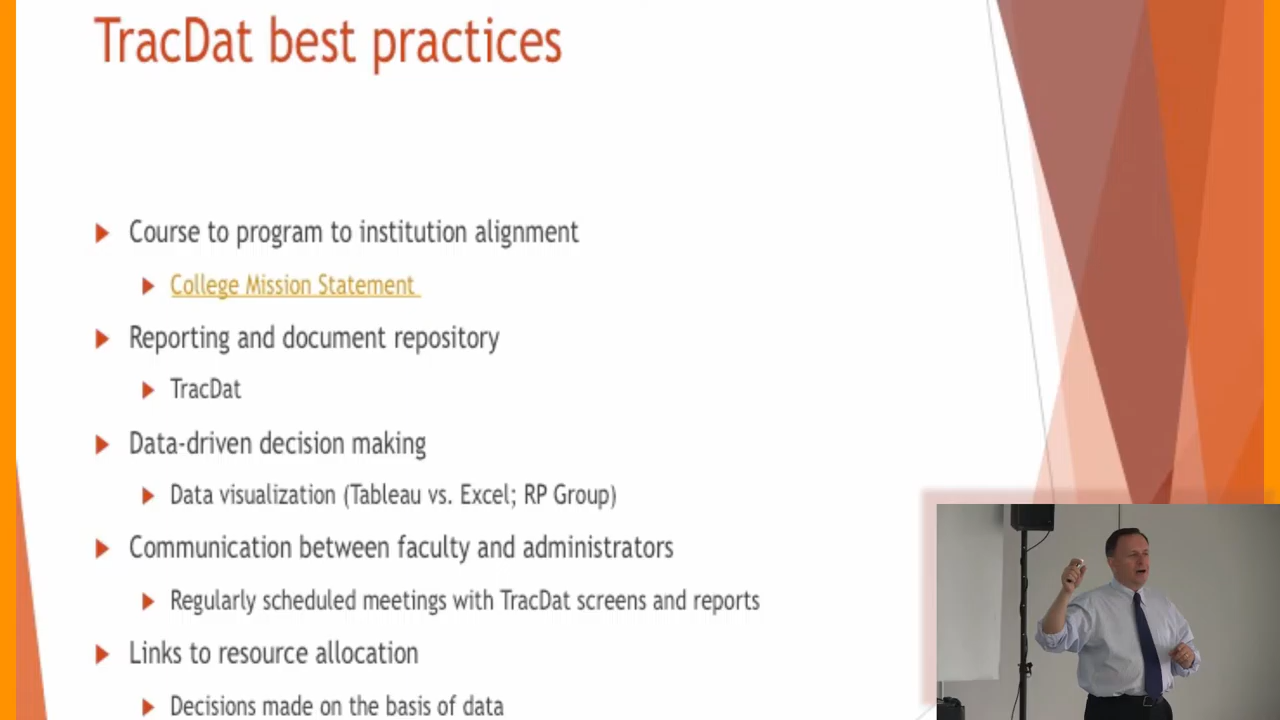 TracDat best practices
Course to program to institution alignment
College Mission Statement
Reporting and document repository
TracDat
Data-driven decision making
Data visualization (Tableau vs. Excel; RP Group)
Communication between faculty and administrators
Regularly scheduled meetings with TracDat screens and reports
Links to resource allocation
Decisions made on the basis of data